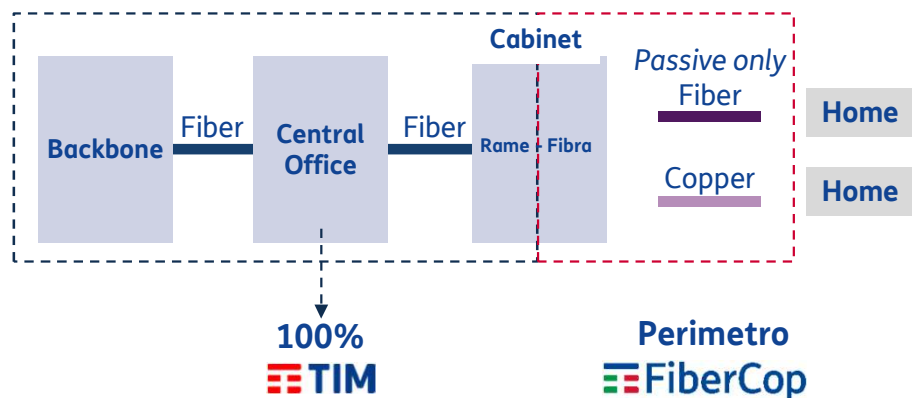 Cabinet
Passive only
Fiber
Fiber
Fiber
Backbone
Central
Office
Rame - Fibra
Home
Copper
Home
100%
TIM
Perimetro
FiberCop